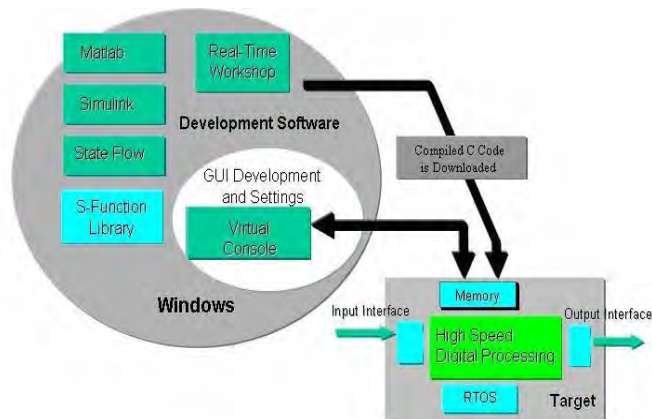 Matlab
Real-Time
Workshop
Simulink
Development Software
State Flow
Compiled C Code
is Downloaded
GUI Development
and Settings
S-Function
Library
Virtual
Console
Windows
Memory
Input Interface
Output Interface
High Speed
Digital Processing
RTOS
Target